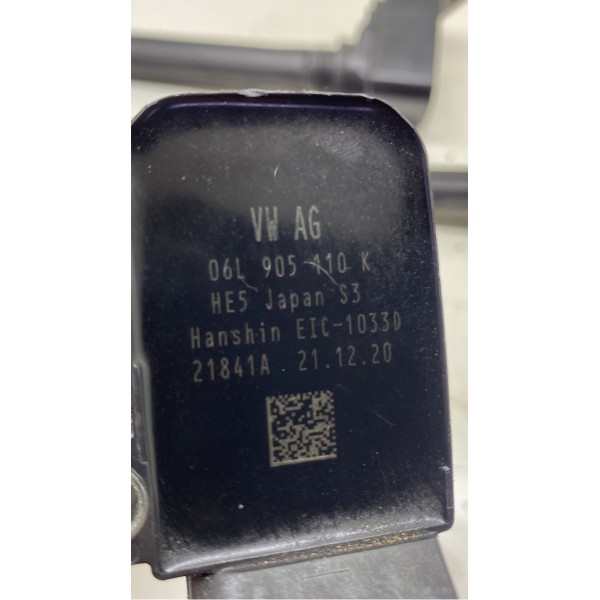 VW AG
06L 905 110 K
HE5 Japan S3
Hanshin EIC-1033D
21841A 21.12.20